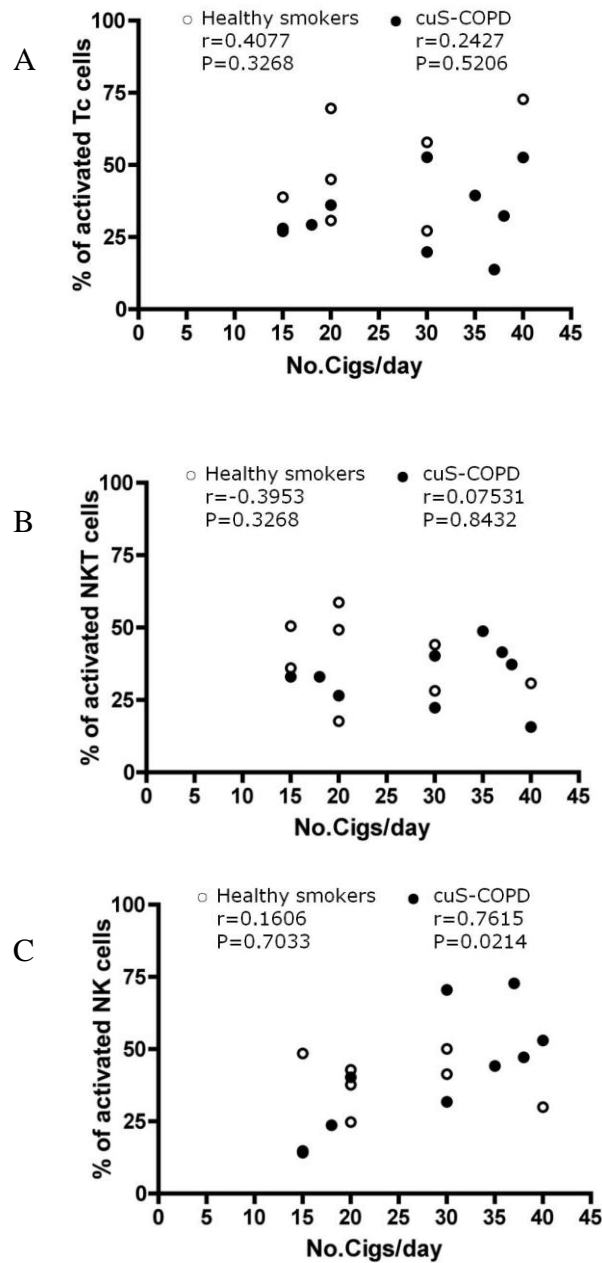 A
Healthy smokers cuS-COPD
r=0.4077 r=0.2427
P=0.3268 P=0.5206
% of activated Tc cells
100
75
50
25
0
0 5 10 15 20 25 30 35 40 45
No.Cigs/day
B
Healthy smokers cuS-COPD
r=-0.3953 r=0.07531
P=0.3268 P=0.8432
% of activated NKT cells
100
75
50
25
0
0 5 10 15 20 25 30 35 40 45
No.Cigs/day
C
Healthy smokers cuS-COPD
r=0.1606 r=0.7615
P=0.7033 P=0.0214
% of activated NK cells
100
75
50
25
0
0 5 10 15 20 25 30 35 40 45
No.Cigs/day